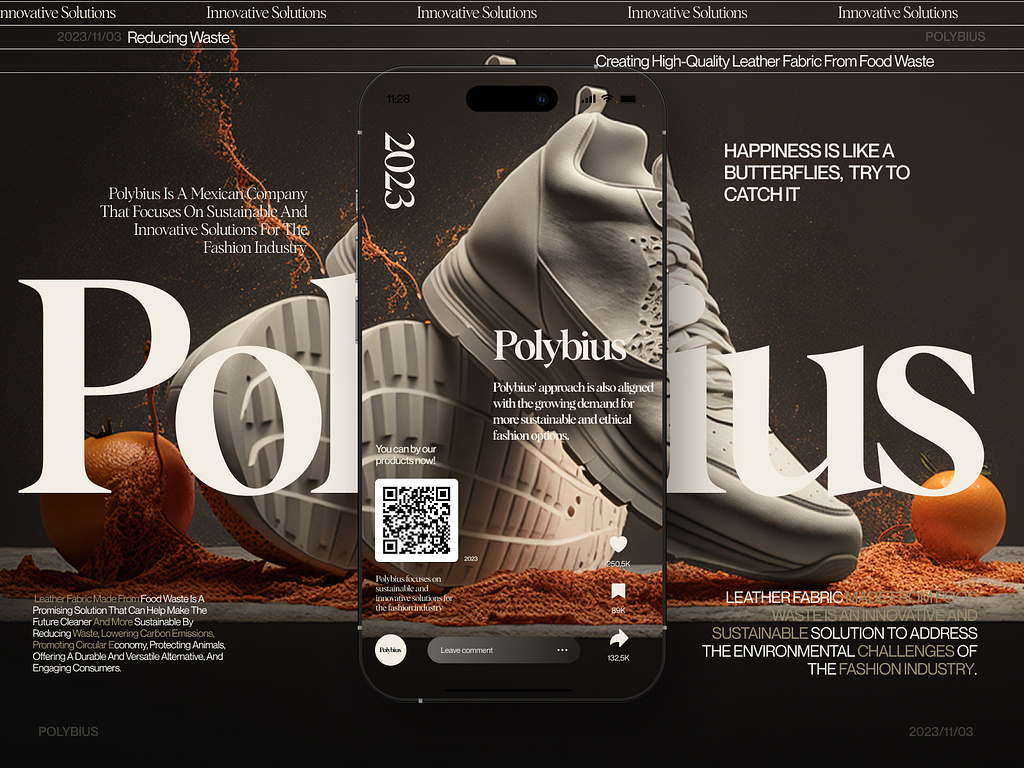 nnovative Solutions Innovative Solutions Innovative Solutions Innovative Solutions Innovative Solutions
2023/11/03 Reducing Waste
POLYBIUS
Creating High-Quality Leather Fabric From Food Waste
11:28
2023
HAPPINESS IS LIKE A
BUTTERFLIES, TRY TO
CATCH IT
Polybius Is A Mexican Company
That Focuses On Sustainable And
Innovative Solutions For The
Fashion Industry
Pol ius
Polybius
Polybius' approach is also aligned
with the growing demand for
more sustainable and ethical
fashion options.
You can by our
products now!
2023
Polybius focuses on
sustainable and
innovative solutions for
the fashion industry
250,5K
89K
132,5K
Polybius
Leave comment
Leather Fabric Made From Food Waste Is A
Promising Solution That Can Help Make The
Future Cleaner And More Sustainable By
Reducing Waste, Lowering Carbon Emissions,
Promoting Circular Economy, Protecting Animals,
Offering A Durable And Versatile Alternative, And
Engaging Consumers.
LEATHER FABRIC MADE FROM FOOD
WASTE IS AN INNOVATIVE AND
SUSTAINABLE SOLUTION TO ADDRESS
THE ENVIRONMENTAL CHALLENGES OF
THE FASHION INDUSTRY.
POLYBIUS
2023/11/03